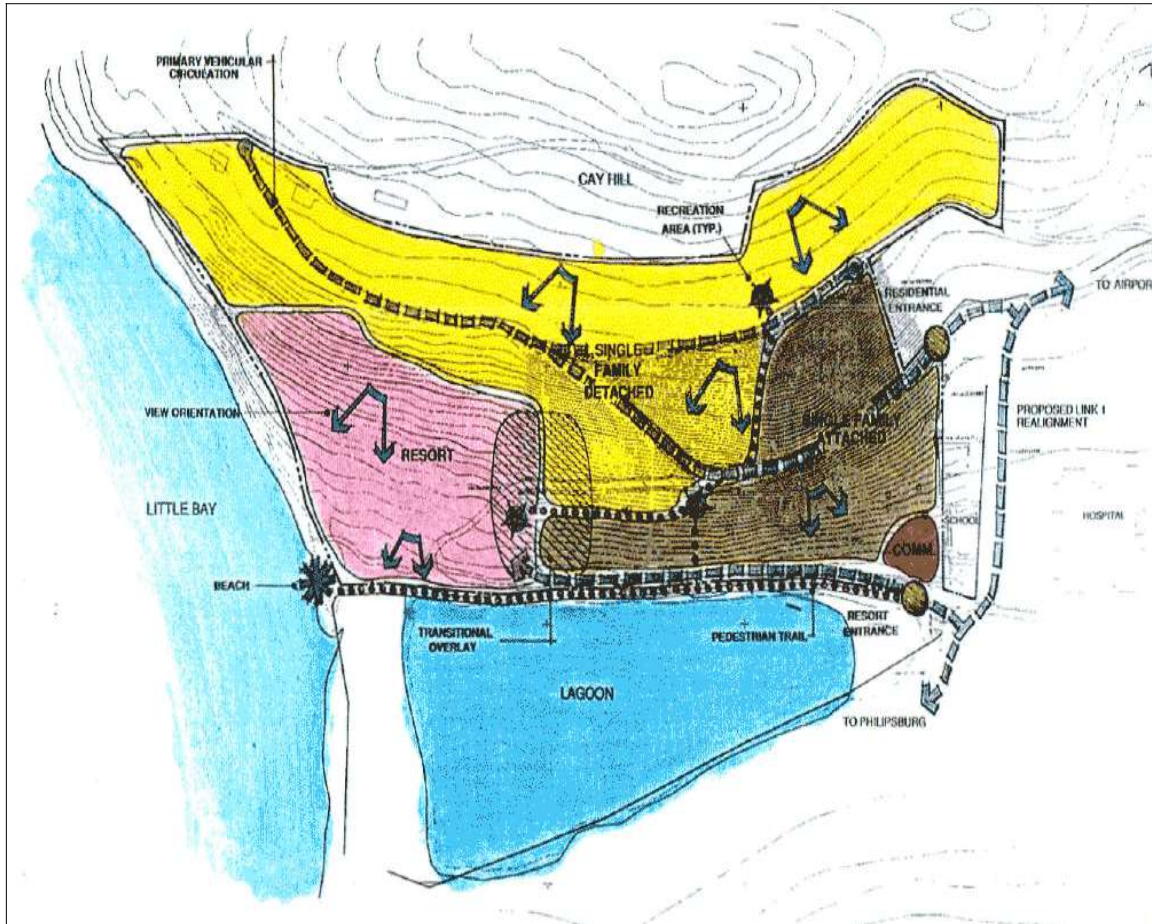 PRIMARY VEHICULAR
CIRCULATION
CAY HILL
RECREATION
AREA (TYP.)
RESIDENTIAL
ENTRANCE
TO AIRPORT
SINGLE
FAMILY
DETACHED
VIEW ORIENTATION
SINGLE FAMILY
ATTACHED
PROPOSED LINK 1
REALIGNMENT
RESORT
LITTLE BAY
SCHOOL
HOSPITAL
COMM.
BEACH
TRANSITIONAL
OVERLAY
PEDESTRIAN TRAIL
RESORT
ENTRANCE
LAGOON
TO PHILIPSBURG